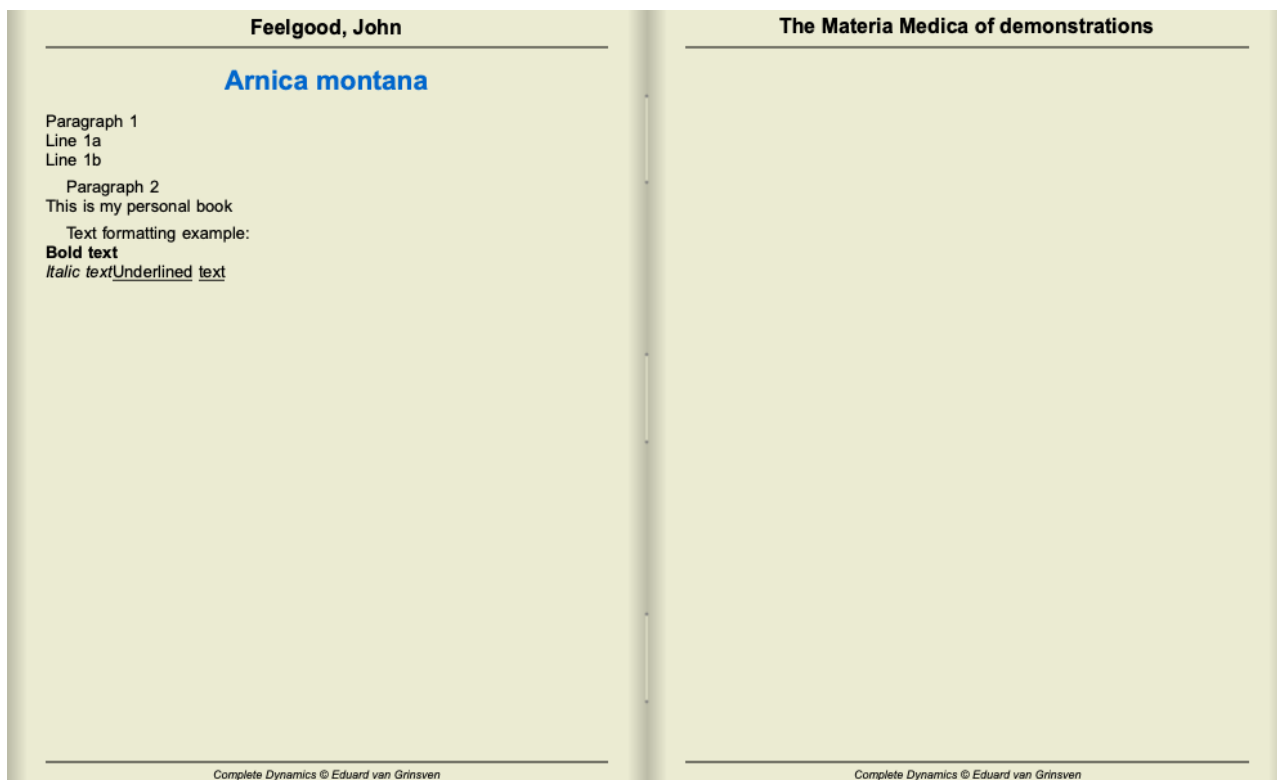 Feelgood, John
Arnica montana
Paragraph 1
Line 1a
Line 1b
Paragraph 2
This is my personal book
Text formatting example:
Bold text
Italic textUnderlined text
Complete Dynamics © Eduard van Grinsven
The Materia Medica of demonstrations
Complete Dynamics © Eduard van Grinsven